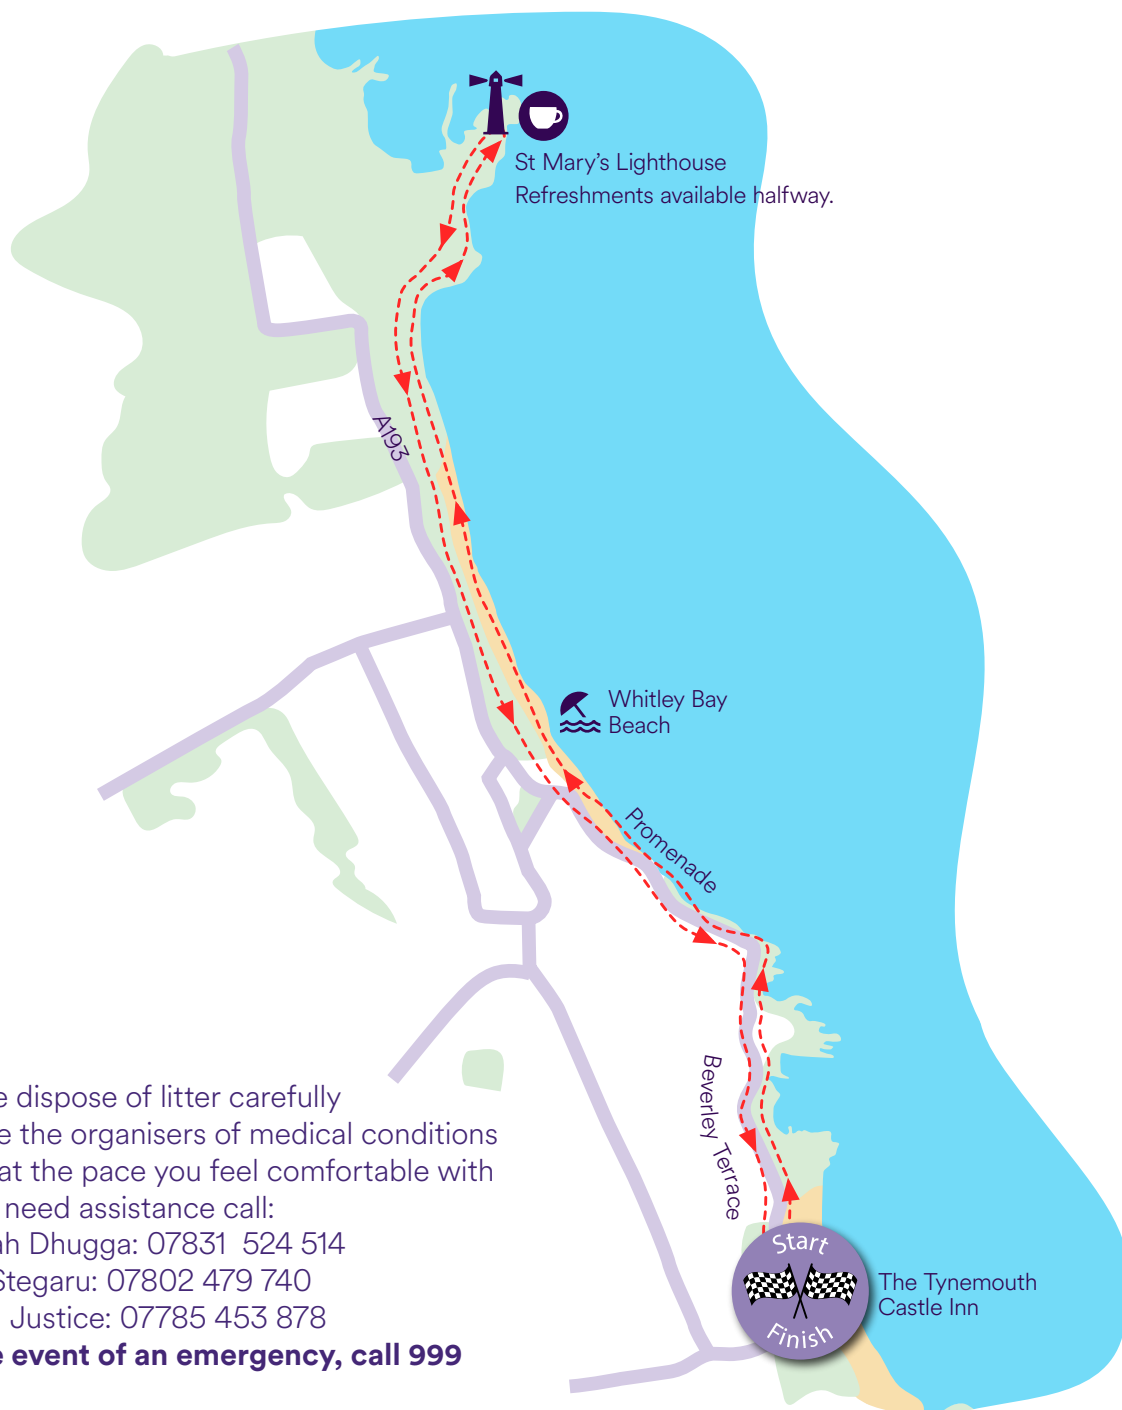 St Mary's Lighthouse
Refreshments available halfway.
A193
Whitley Bay
Beach
Promenade
Beverley Terrace
Start
Finish
The Tynemouth
Castle Inn
e dispose of litter carefully
e the organisers of medical conditions
at the pace you feel comfortable with
need assistance call:
ah Dhugga: 07831 524 514
Stegaru: 07802 479 740
Justice: 07785 453 878
e event of an emergency, call 999